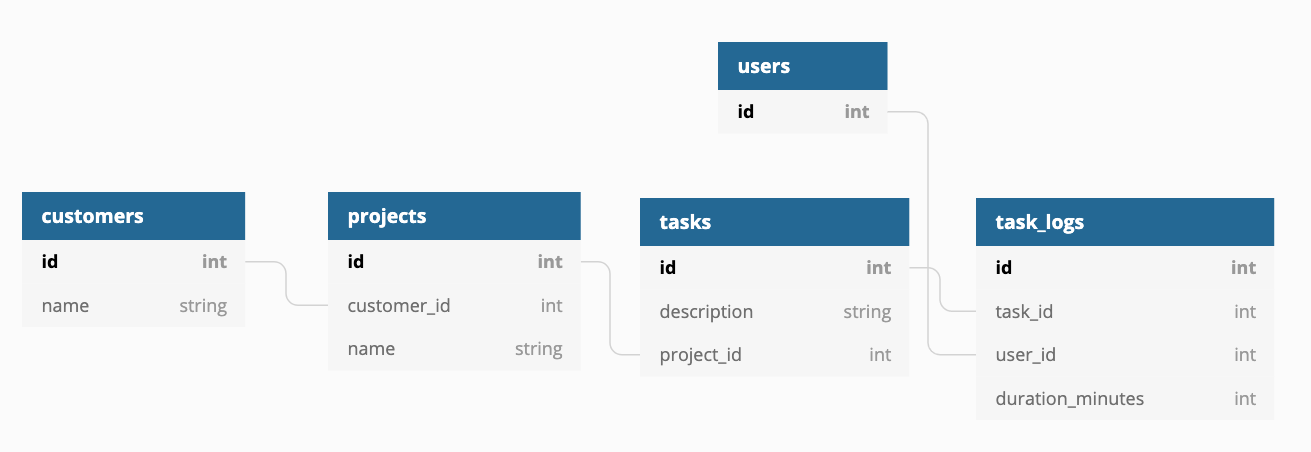 users
id int
customers
id int
name string
projects
id int
customer_id int
name string
tasks
id int
description string
project_id int
task_logs
id int
task_id int
user_id int
duration_minutes int